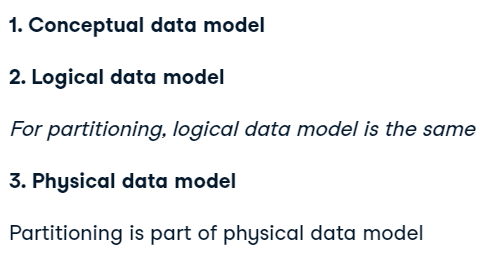 1. Conceptual data model
2. Logical data model
For partitioning, logical data model is the same
3. Physical data model
Partitioning is part of physical data model